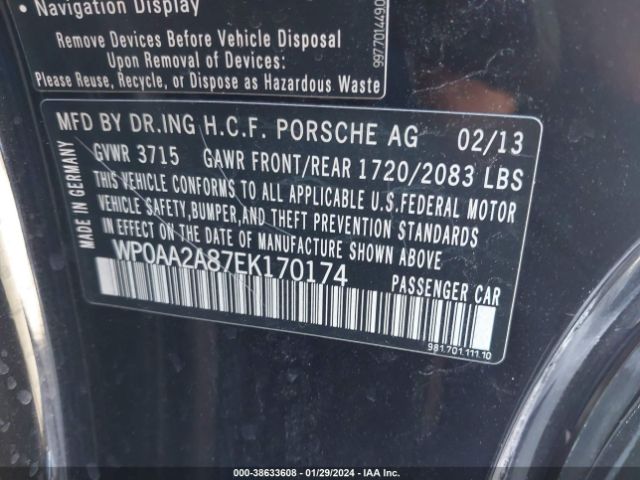 • Navigation Display
Remove Devices Before Vehicle Disposal
Upon Removal of Devices:
Please Reuse, Recycle, or Dispose as Hazardous Waste
MFD BY DR.ING H.C.F. PORSCHE AG 02/13
GVWR 3715 GAWR FRONT/REAR 1720/2083 LBS
THIS VEHICLE CONFORMS TO ALL APPLICABLE U.S.FEDERAL MOTOR
VEHICLE SAFETY,BUMPER,AND THEFT PREVENTION STANDARDS
IN EFFECT ON THE DATE OF MANUFACTURE SHOWN ABOVE
WP0AA2A87EK170174
PASSENGER CAR
MADE IN GERMANY
981.701.111.10
000-38633608 - 01/29/2024 - IAAI.COM